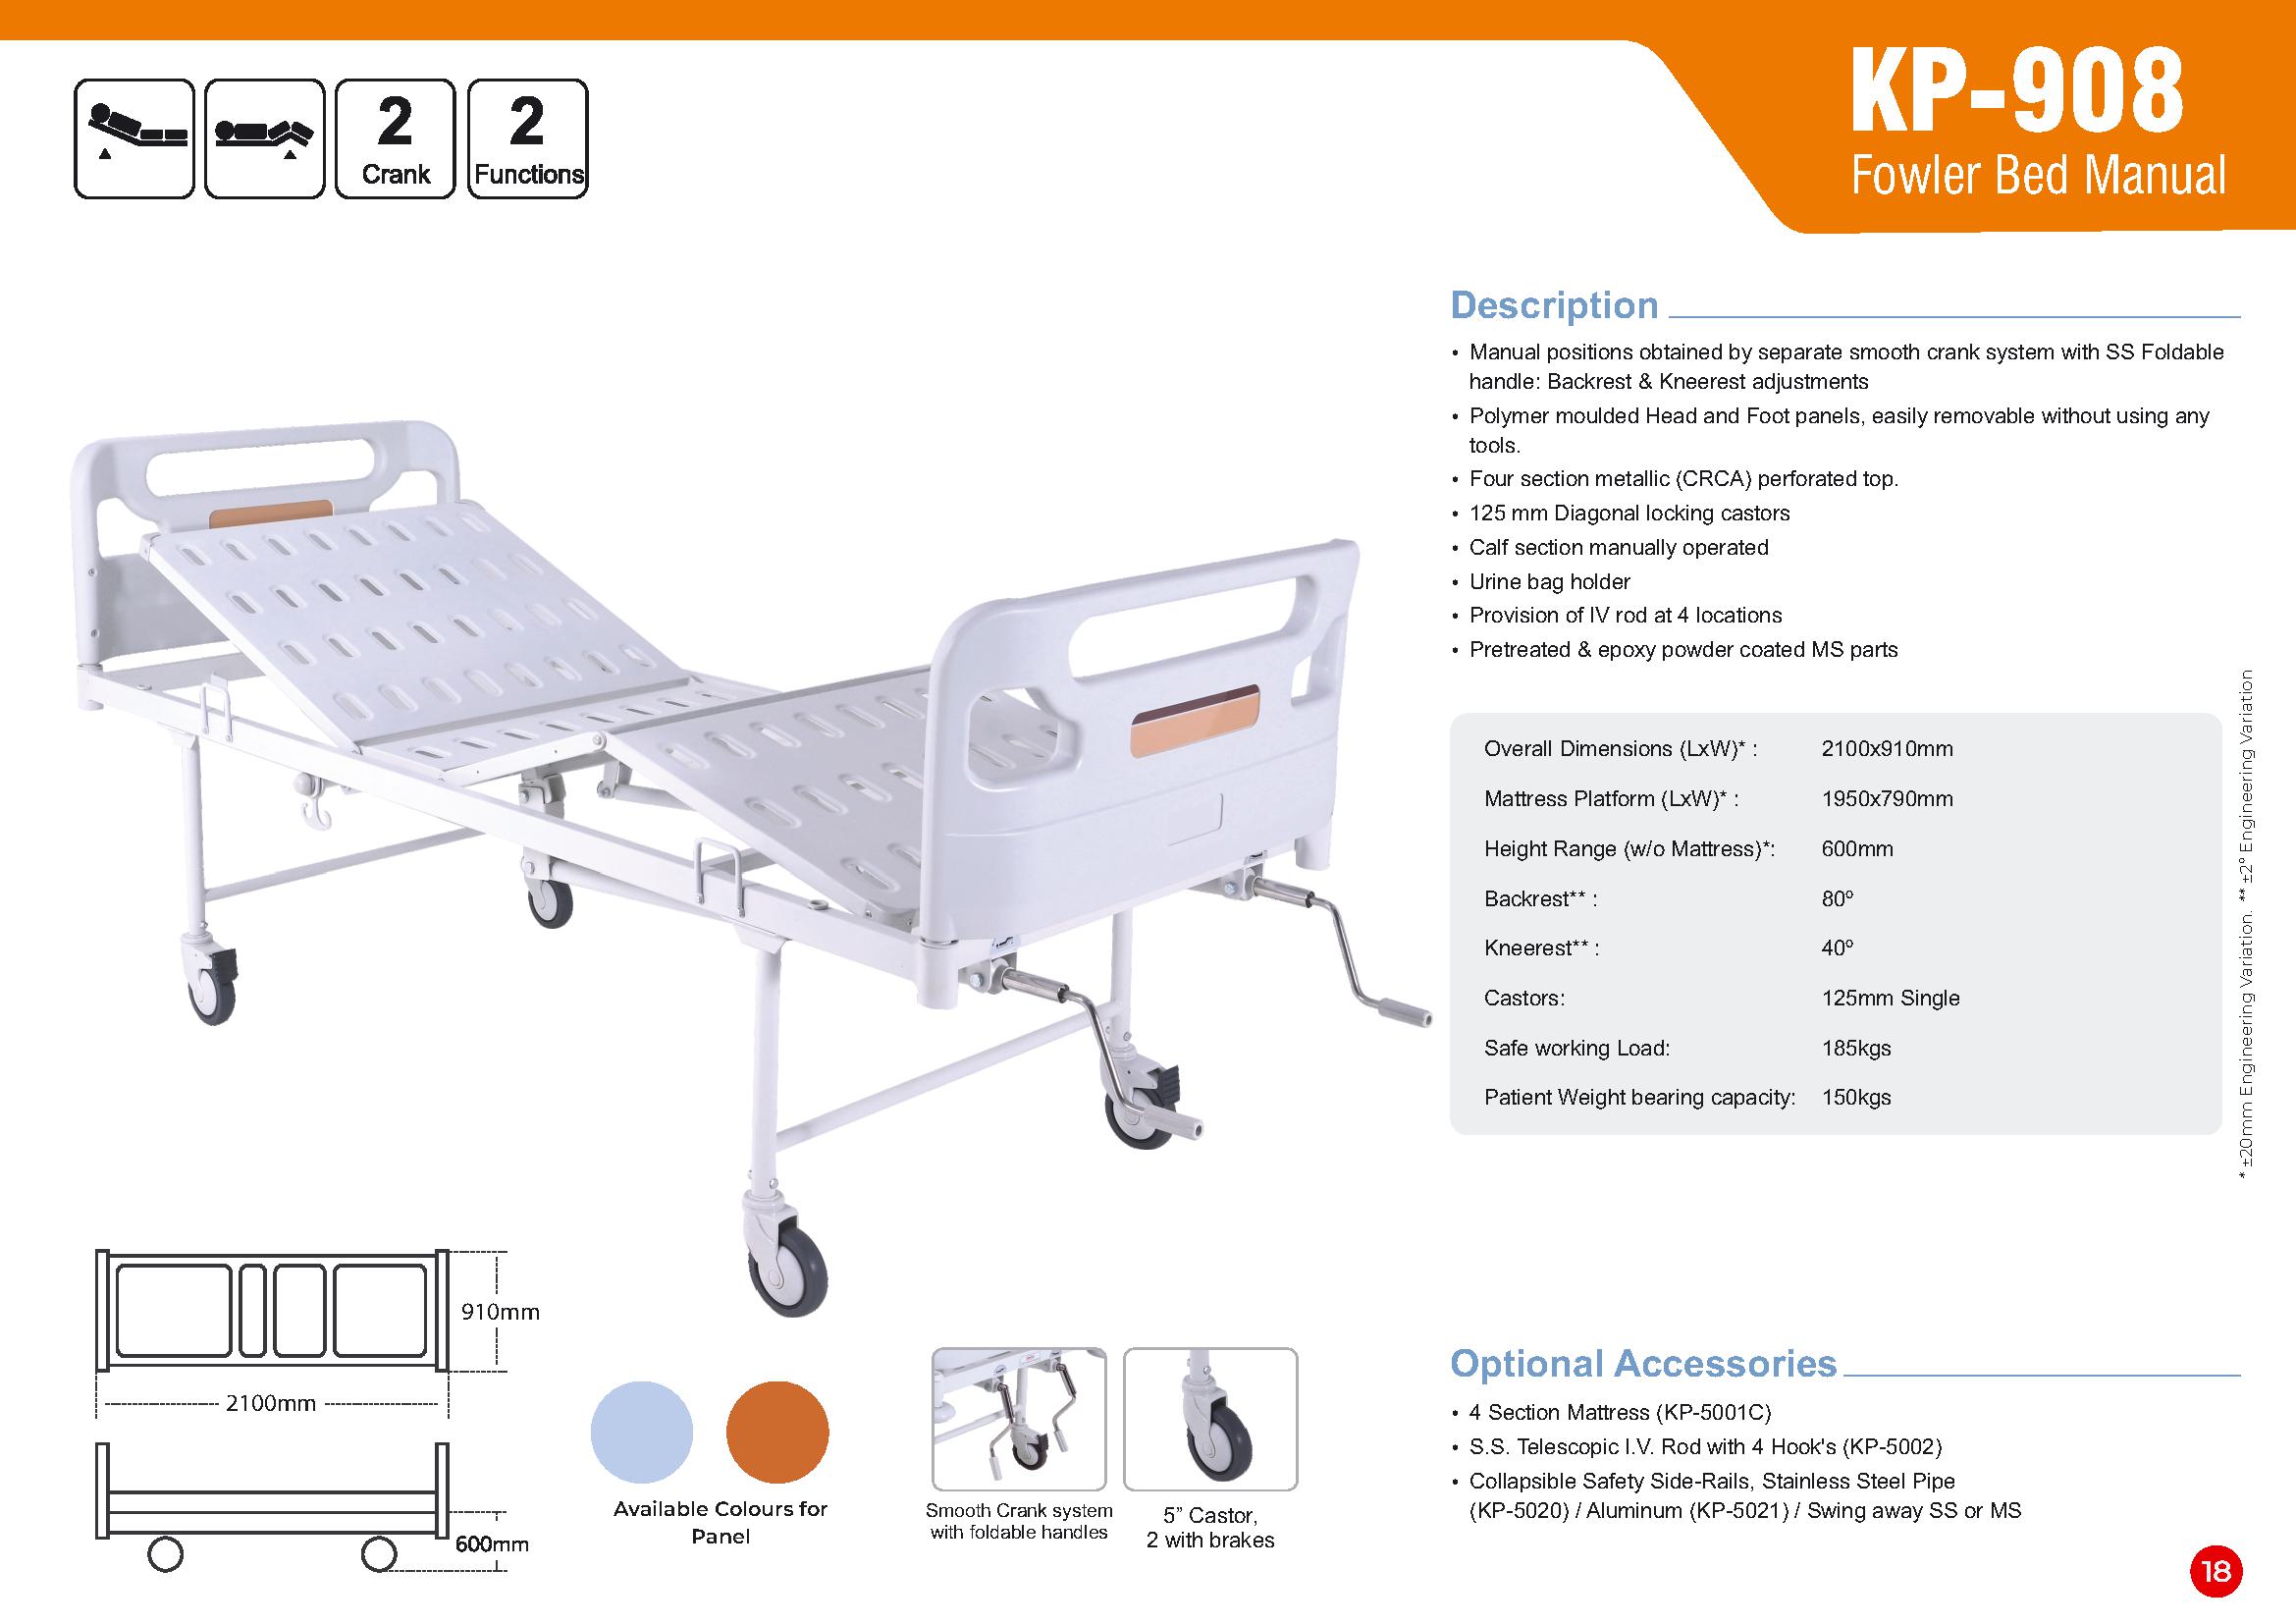 2
Crank
2
Functions
KP-908
Fowler Bed Manual
Description
• Manual positions obtained by separate smooth crank system with SS Foldable
handle: Backrest & Kneerest adjustments
• Polymer moulded Head and Foot panels, easily removable without using any
tools.
• Four section metallic (CRCA) perforated top.
• 125 mm Diagonal locking castors
• Calf section manually operated
• Urine bag holder
• Provision of IV rod at 4 locations
• Pretreated & epoxy powder coated MS parts
Overall Dimensions (LxW)* : 2100x910mm
Mattress Platform (LxW)* : 1950x790mm
Height Range (w/o Mattress)*: 600mm
Backrest** : 80º
Kneerest** : 40º
Castors: 125mm Single
Safe working Load: 185kgs
Patient Weight bearing capacity: 150kgs
* ±20mm Engineering Variation. ** ±2º Engineering Variation
910mm
2100mm
600mm
Available Colours for
Panel
Smooth Crank system
with foldable handles
5” Castor,
2 with brakes
Optional Accessories
• 4 Section Mattress (KP-5001C)
• S.S. Telescopic I.V. Rod with 4 Hook's (KP-5002)
• Collapsible Safety Side-Rails, Stainless Steel Pipe
(KP-5020) / Aluminum (KP-5021) / Swing away SS or MS
18